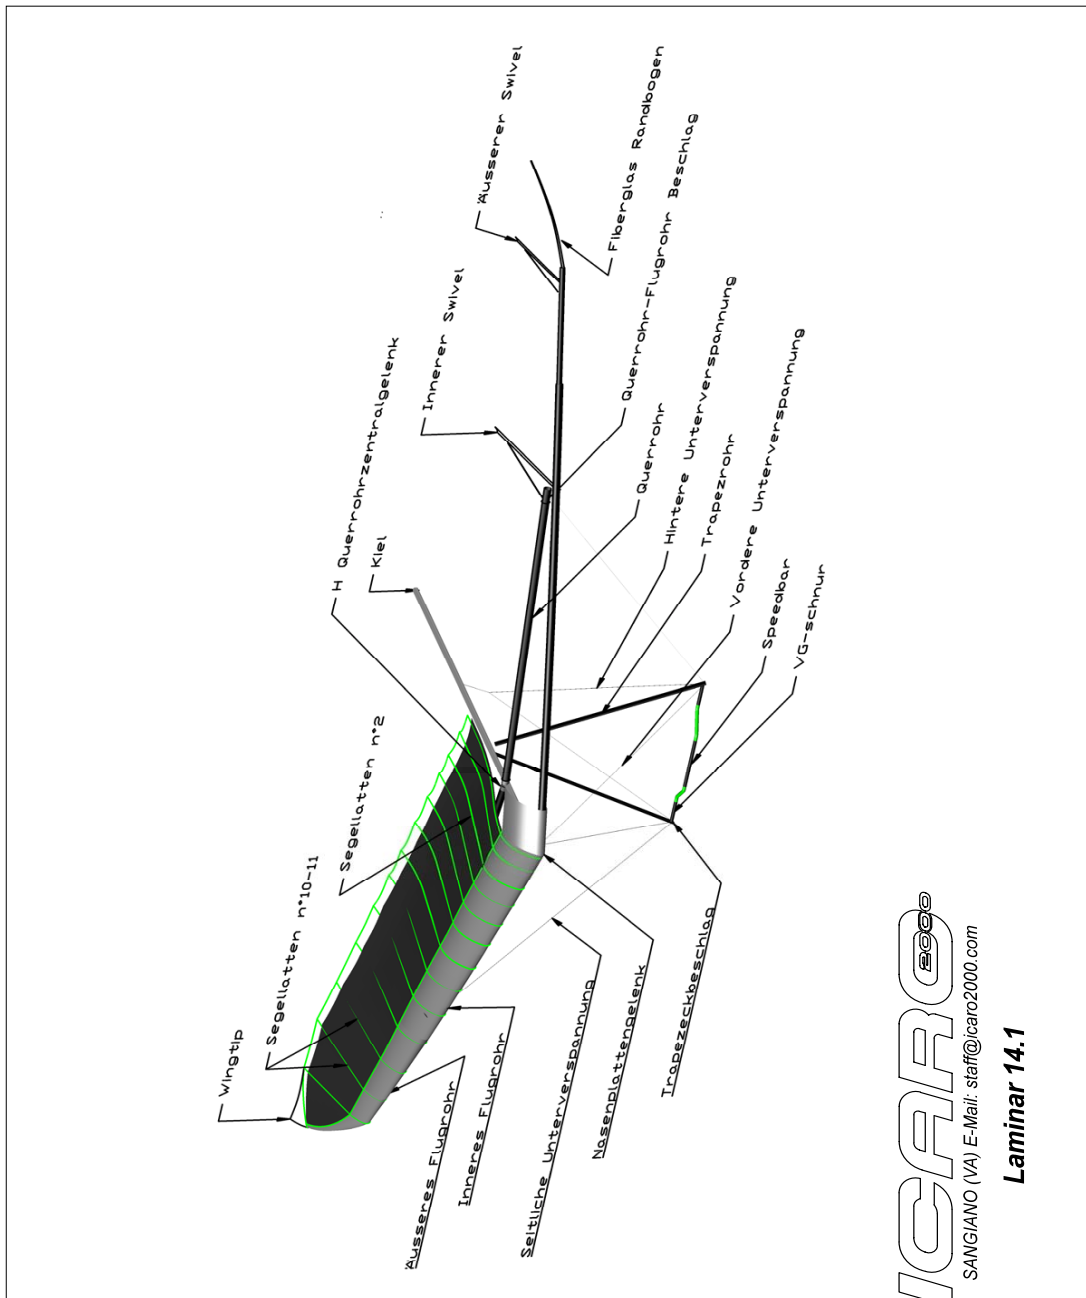 Wingtip
Segellatten n°10-11
Segellatten n°2
H Querrohrzentralgelenk
Kiel
Innerer Swivel
Äusserer Swivel
Fiberglas Randbogen
Querrohr-Flugrohr Beschlag
Querrohr
Hintere Unterverspannung
Trapezrohr
Vordere Unterverspannung
Speedbar
VG-schnur
Äusseres Flugrohr
Inneres Flugrohr
Seitliche Unterverspannung
Nasenplattengelenk
Trapezeckbeschlag
ICARO 2000
SANGIANO (VA) E-Mail: staff@icaro2000.com
Laminar 14.1